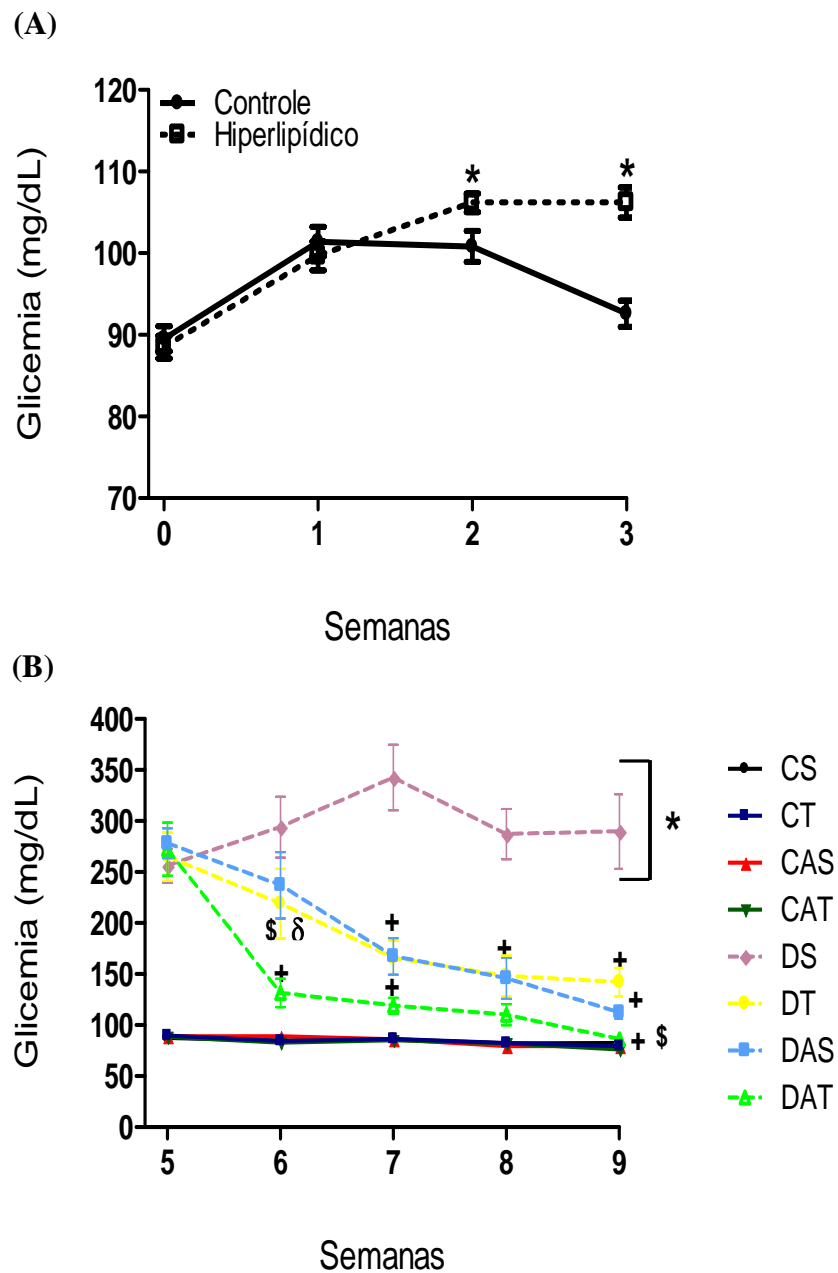 (A)
120
110
100
90
80
70
Glicemia (mg/dL)
Controle
Hiperlipídico
*
*
0 1 2 3
Semanas
(B)
400
350
300
250
200
150
100
50
0
Glicemia (mg/dL)
*
$ δ
+
+
+
+
+
+
+ $
5 6 7 8 9
Semanas
CS
CT
CAS
CAT
DS
DT
DAS
DAT